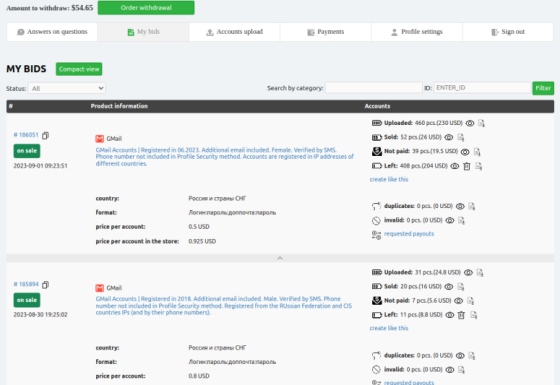 Amount to withdraw: $54.65 Order withdrawal
Answers on questions My bids Accounts upload Payments Profile settings Sign out
MY BIDS Compact view
Status: All Search by category: ID: ENTER_ID Filter
# Product information Accounts
Uploaded: 460 pcs.(230 USD)
# 186051 GMail Sold: 52 pcs.(26 USD)
on sale GMail Accounts | Registered in 06.2023. Additional email included. Female. Verified by SMS. Not paid: 39 pcs.(19.5 USD)
Phone number not included in Profile Security method. Accounts are registered in IP addresses of
2023-09-01 09:23:51 different countries. Left: 408 pcs.(204 USD)
create like this
country: Россия и страны СНГ duplicates: 0 pcs. (0 USD)
format: Логин:пароль:доппочта:пароль invalid: 0 pcs. (0 USD)
price per account: 0.5 USD requested payouts
price per account in the store: 0.925 USD
Uploaded: 31 pcs.(24.8 USD)
# 185894 GMail Sold: 20 pcs.(16 USD)
on sale GMail Accounts | Registered in 2018. Additional email included. Male. Verified by SMS. Phone Not paid: 7 pcs.(5.6 USD)
number not included in Profile Security method. Registered from the RUssian Federation and CIS
2023-08-30 19:25:02 countries IPs (and by their phone numbers). Left: 11 pcs.(8.8 USD)
create like this
country: Россия и страны СНГ duplicates: 0 pcs. (0 USD)
format: Логин:пароль:доппочта:пароль invalid: 0 pcs. (0 USD)
price per account: 0.8 USD requested payouts